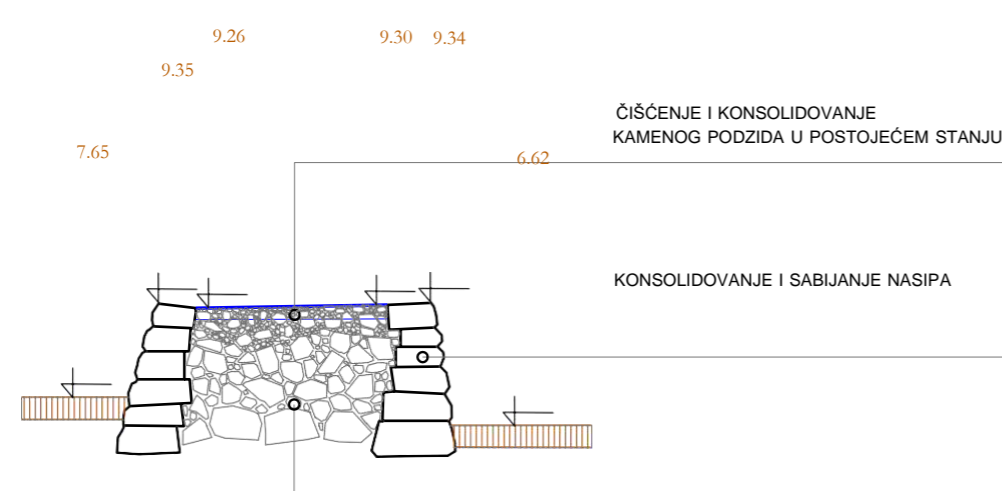 9.26 9.30 9.34
9.35
ČIŠĆENJE I KONSOLIDOVANJE
KAMENOG PODZIDA U POSTOJEĆEM STANJU
7.65
6.62
KONSOLIDOVANJE I SABIJANJE NASIPA